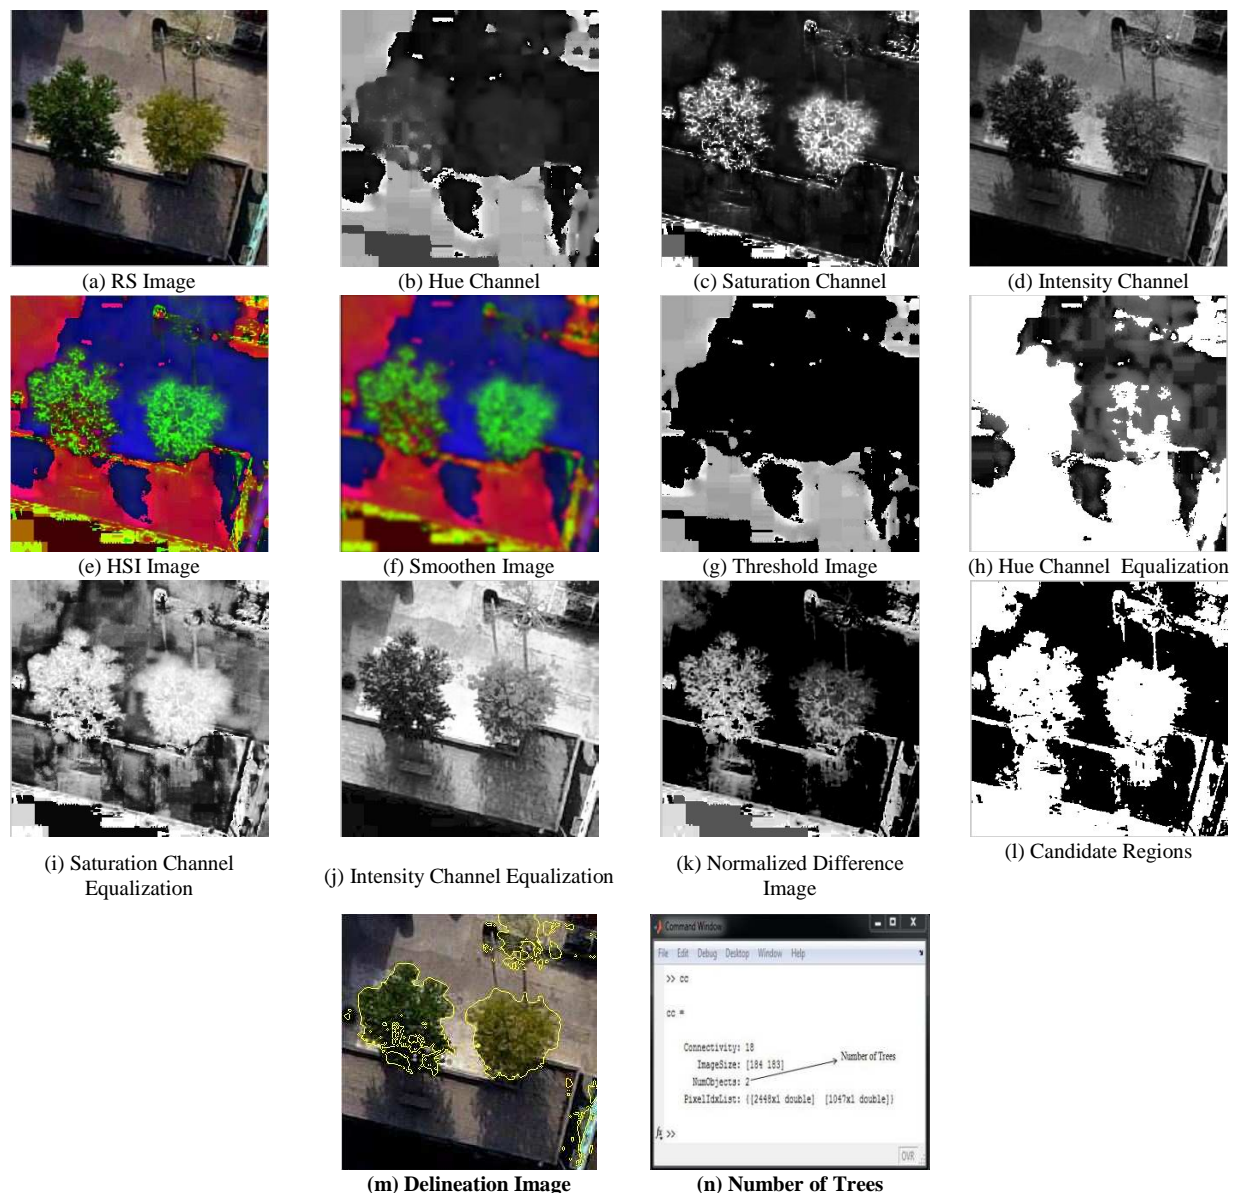 (a) RS Image
(b) Hue Channel
(c) Saturation Channel
(d) Intensity Channel
(e) HSI Image
(f) Smoothen Image
(g) Threshold Image
(h) Hue Channel Equalization
(i) Saturation Channel
Equalization
(j) Intensity Channel Equalization
(k) Normalized Difference
Image
(l) Candidate Regions
Command Window
File Edit Debug Desktop Window Help
>> cc
cc =
Connectivity: 18
ImageSize: [184 183]
Number of Trees
NumObjects: 2
PixelIdxList: {[2448x1 double] [1047x1 double]}
fx >>
OVR
(m) Delineation Image
(n) Number of Trees